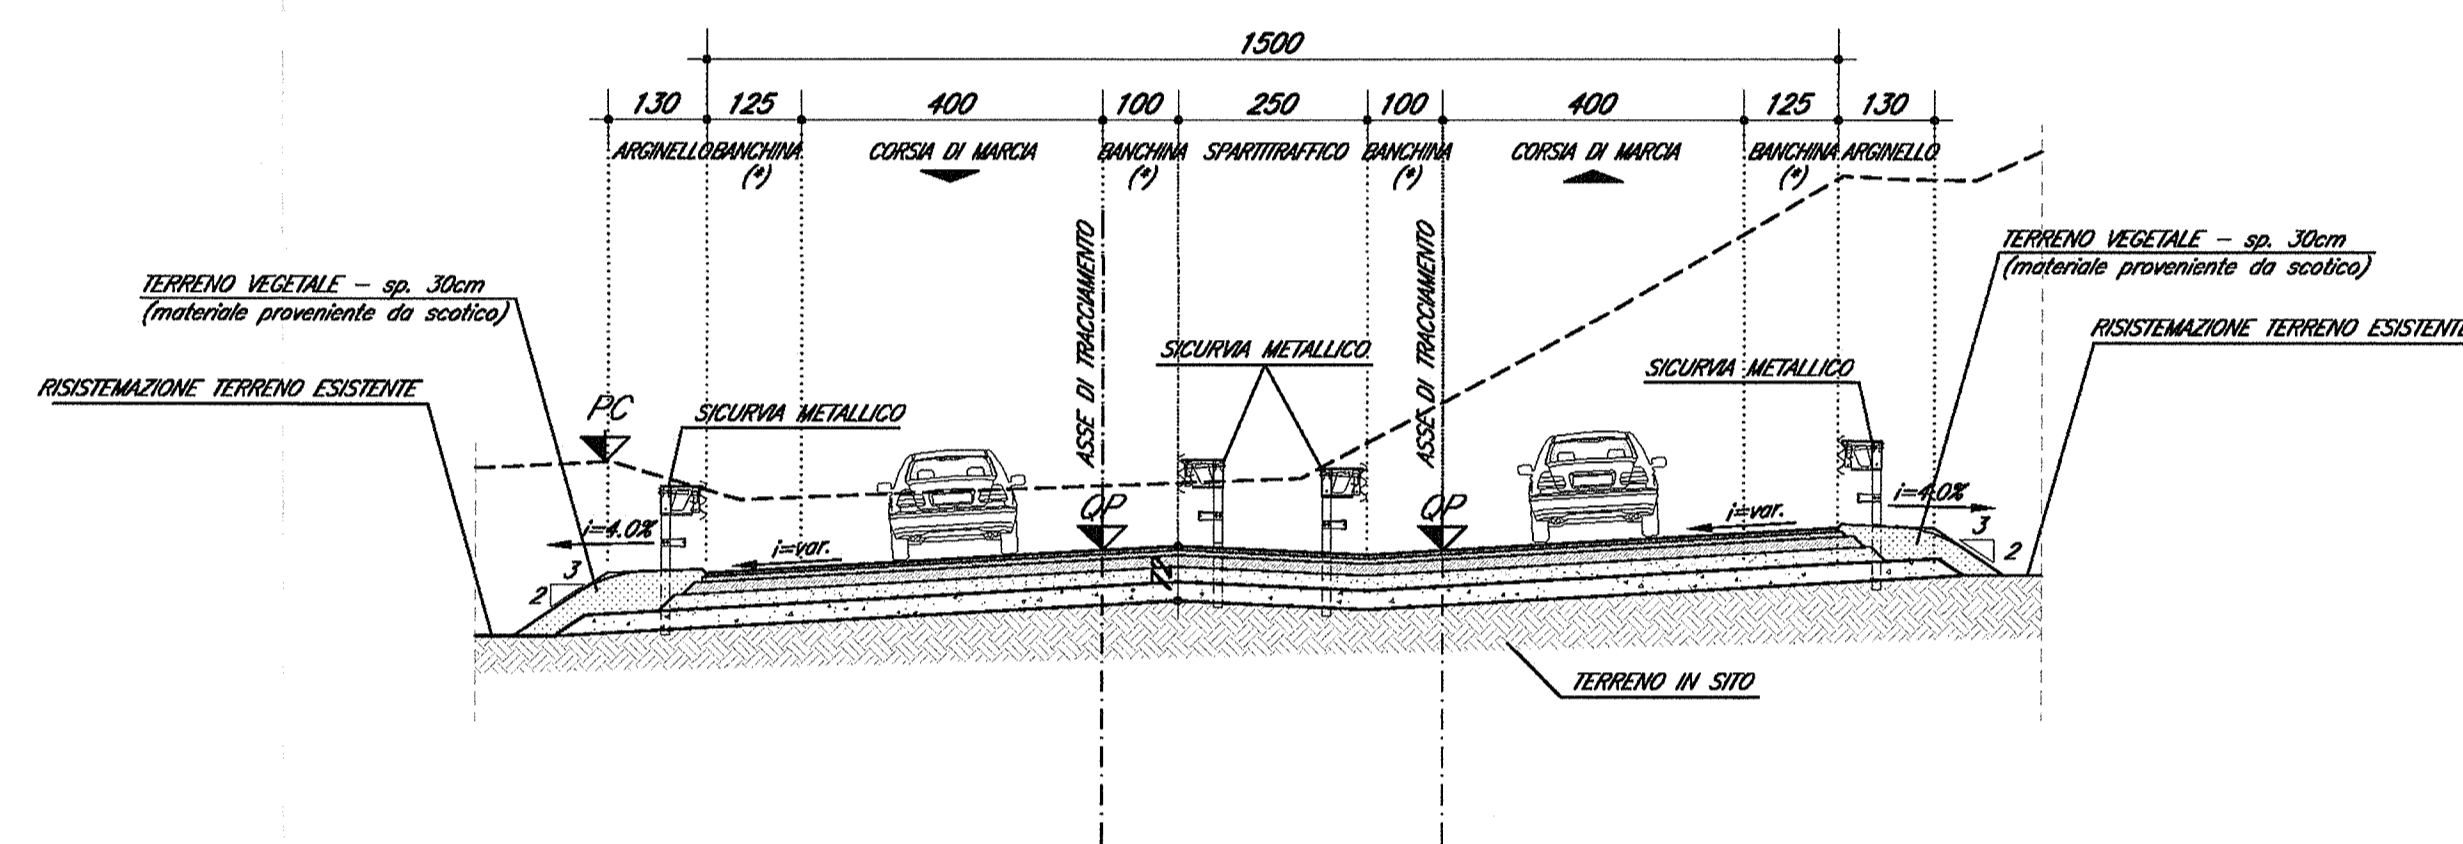 1500
130 125 400 100 250 100 400 125 130
ARGINELLO BANCHINA CORSIA DI MARCIA BANCHINA SPARTITRAFFICO BANCHINA CORSIA DI MARCIA BANCHINA ARGINELLO
(*) (*) (*) (*)
ASSE DI TRACCIAMENTO
ASSE DI TRACCIAMENTO
TERRENO VEGETALE – sp. 30cm
(materiale proveniente da scotico)
TERRENO VEGETALE – sp. 30cm
(materiale proveniente da scotico)
RISISTEMAZIONE TERRENO ESISTENTE
RISISTEMAZIONE TERRENO ESISTENTE
PC
SICURVIA METALLICO
SICURVIA METALLICO
SICURVIA METALLICO
QP
QP
i=4.0%
i=var.
i=var.
i=4.0%
3
2
3
2
72
TERRENO IN SITO